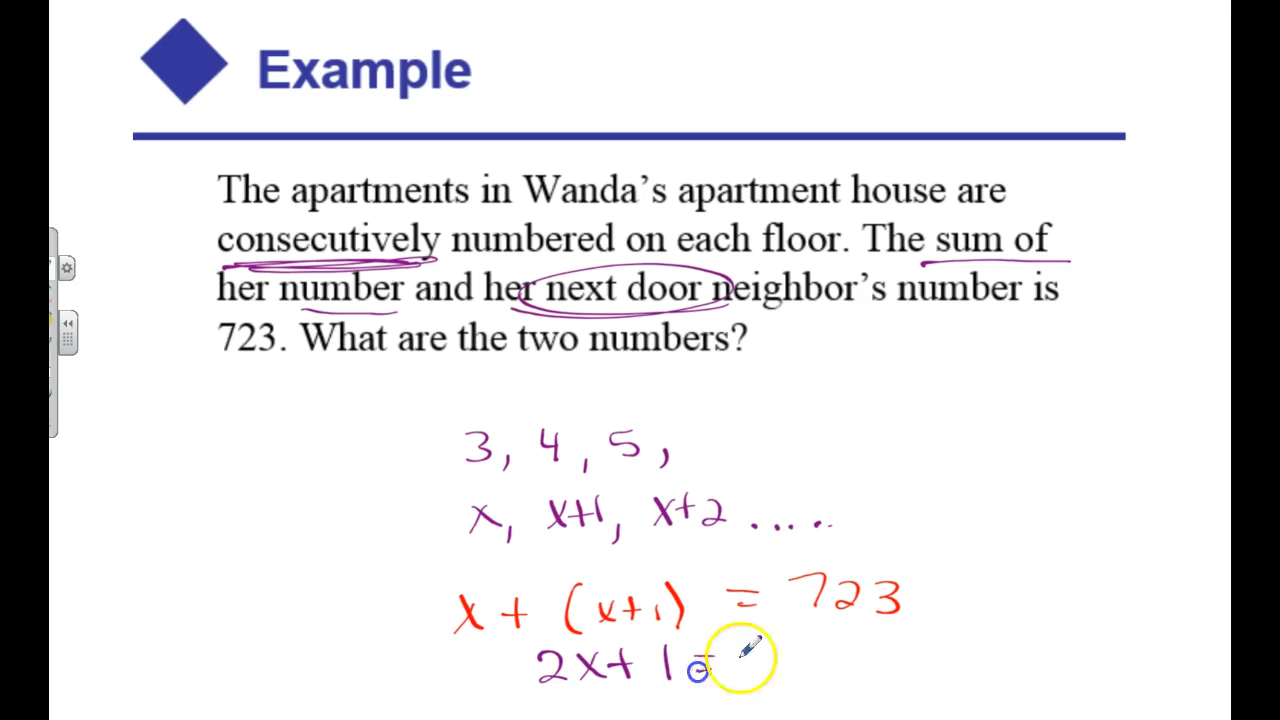 Example
The apartments in Wanda's apartment house are
consecutively numbered on each floor. The sum of
her number and her next door neighbor's number is
723. What are the two numbers?
3, 4, 5,
x, x+1, x+2 .....
x + (x+1) = 723
2x + 1 =